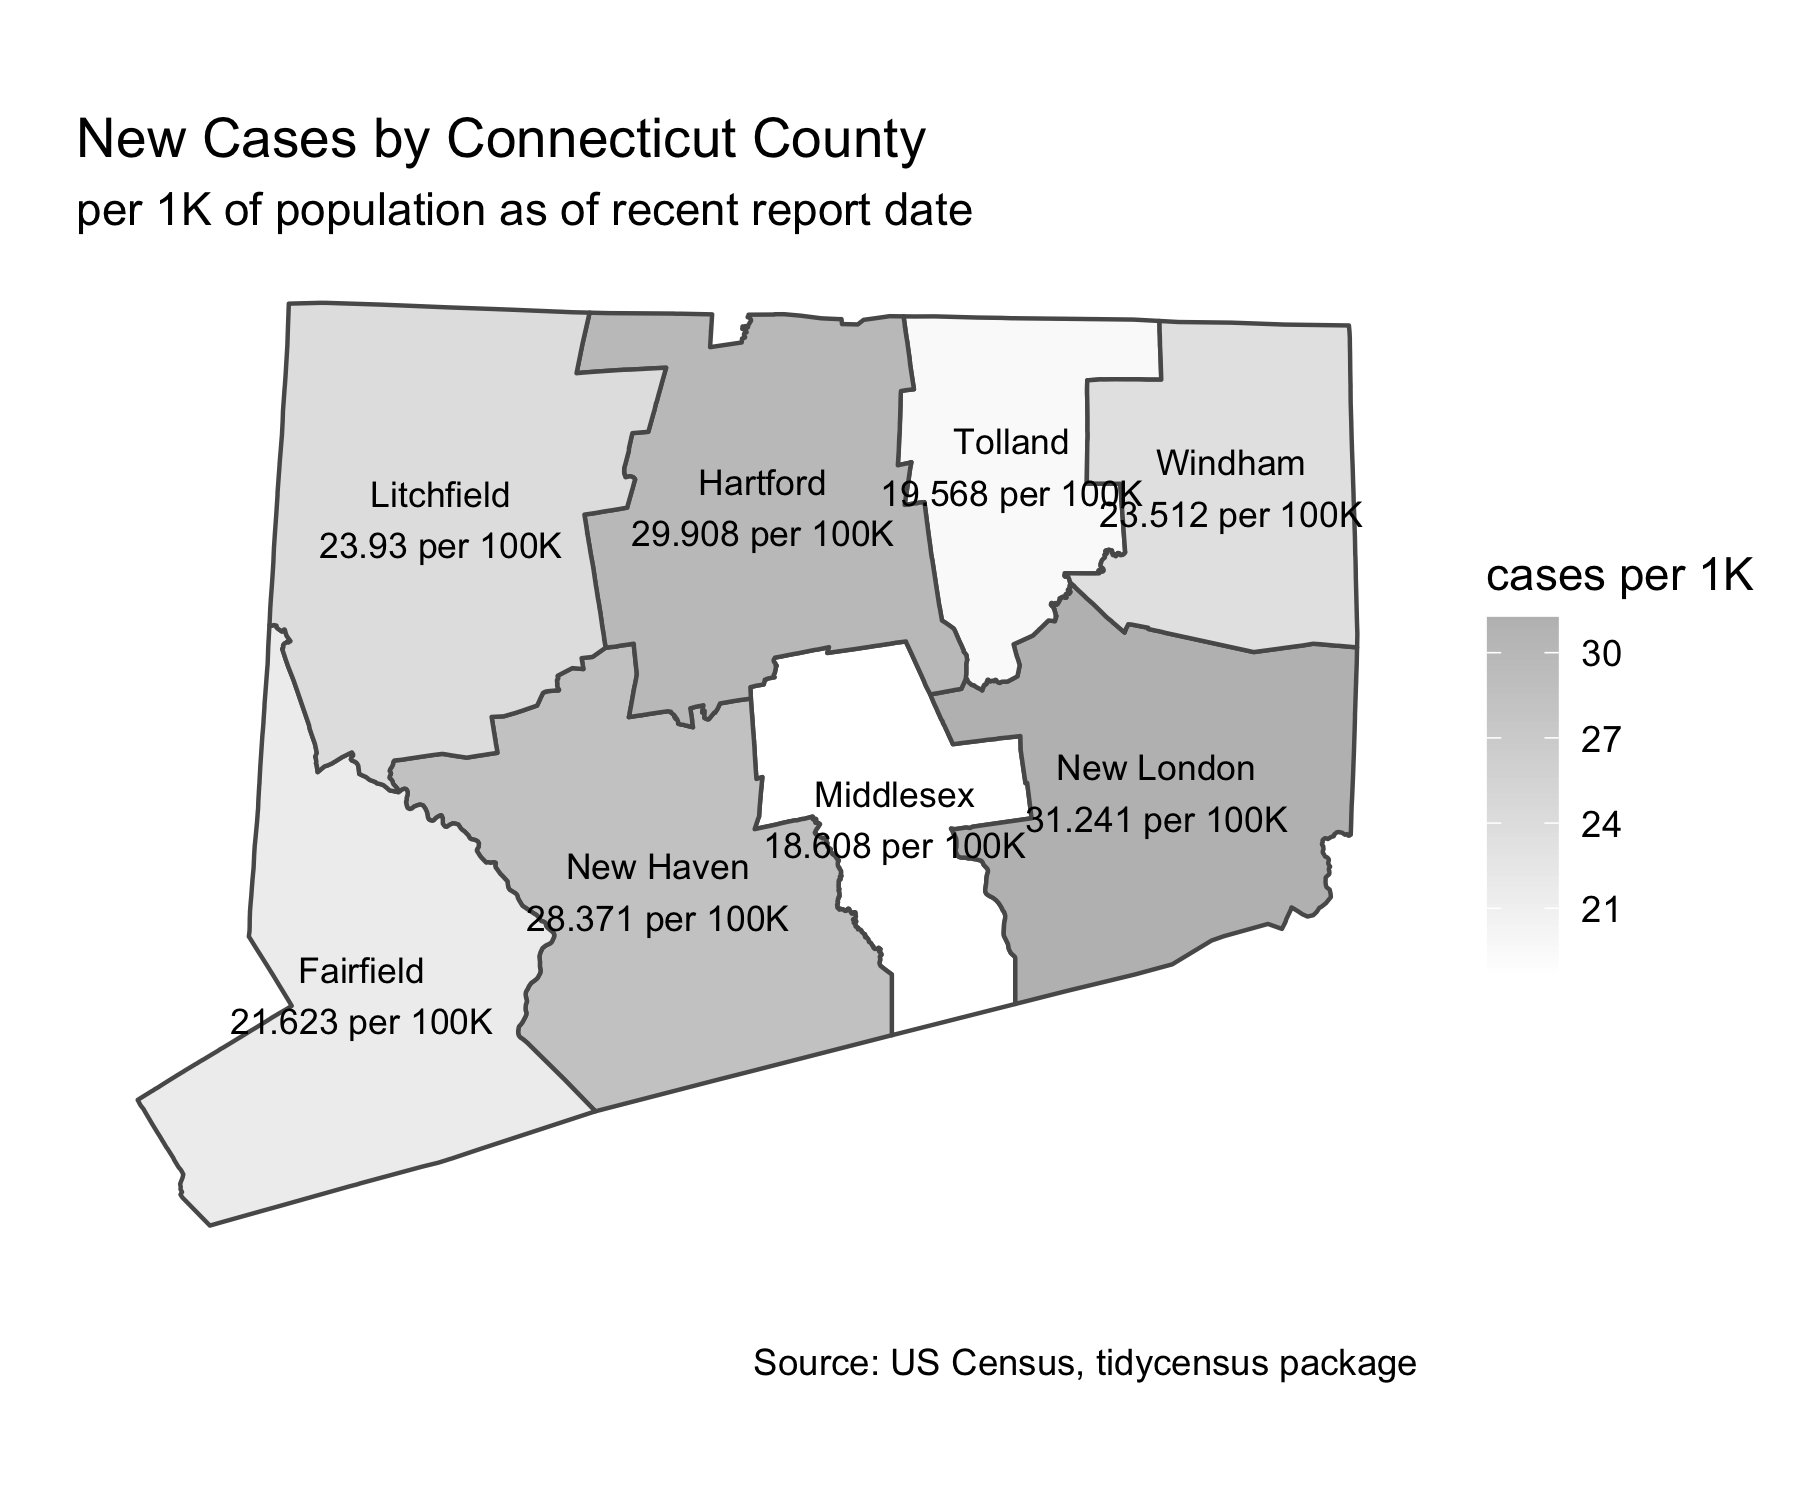 New Cases by Connecticut County
per 1K of population as of recent report date
Tolland
19.568 per 100K
Windham
23.512 per 100K
Hartford
29.908 per 100K
Litchfield
23.93 per 100K
cases per 1K
30
27
24
21
New London
31.241 per 100K
Middlesex
18.608 per 100K
New Haven
28.371 per 100K
Fairfield
21.623 per 100K
Source: US Census, tidycensus package